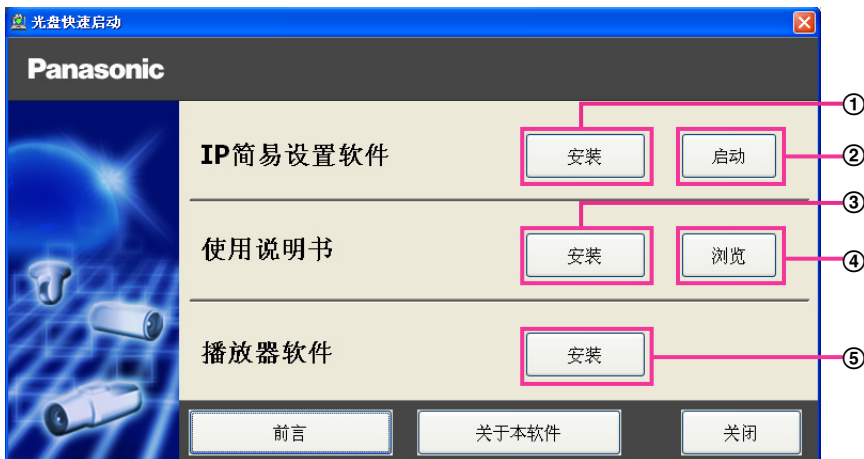 光盘快速启动
Panasonic
①
IP简易设置软件 安装 启动 ②
③
使用说明书 安装 浏览 ④
播放器软件 安装 ⑤
前言 关于本软件 关闭